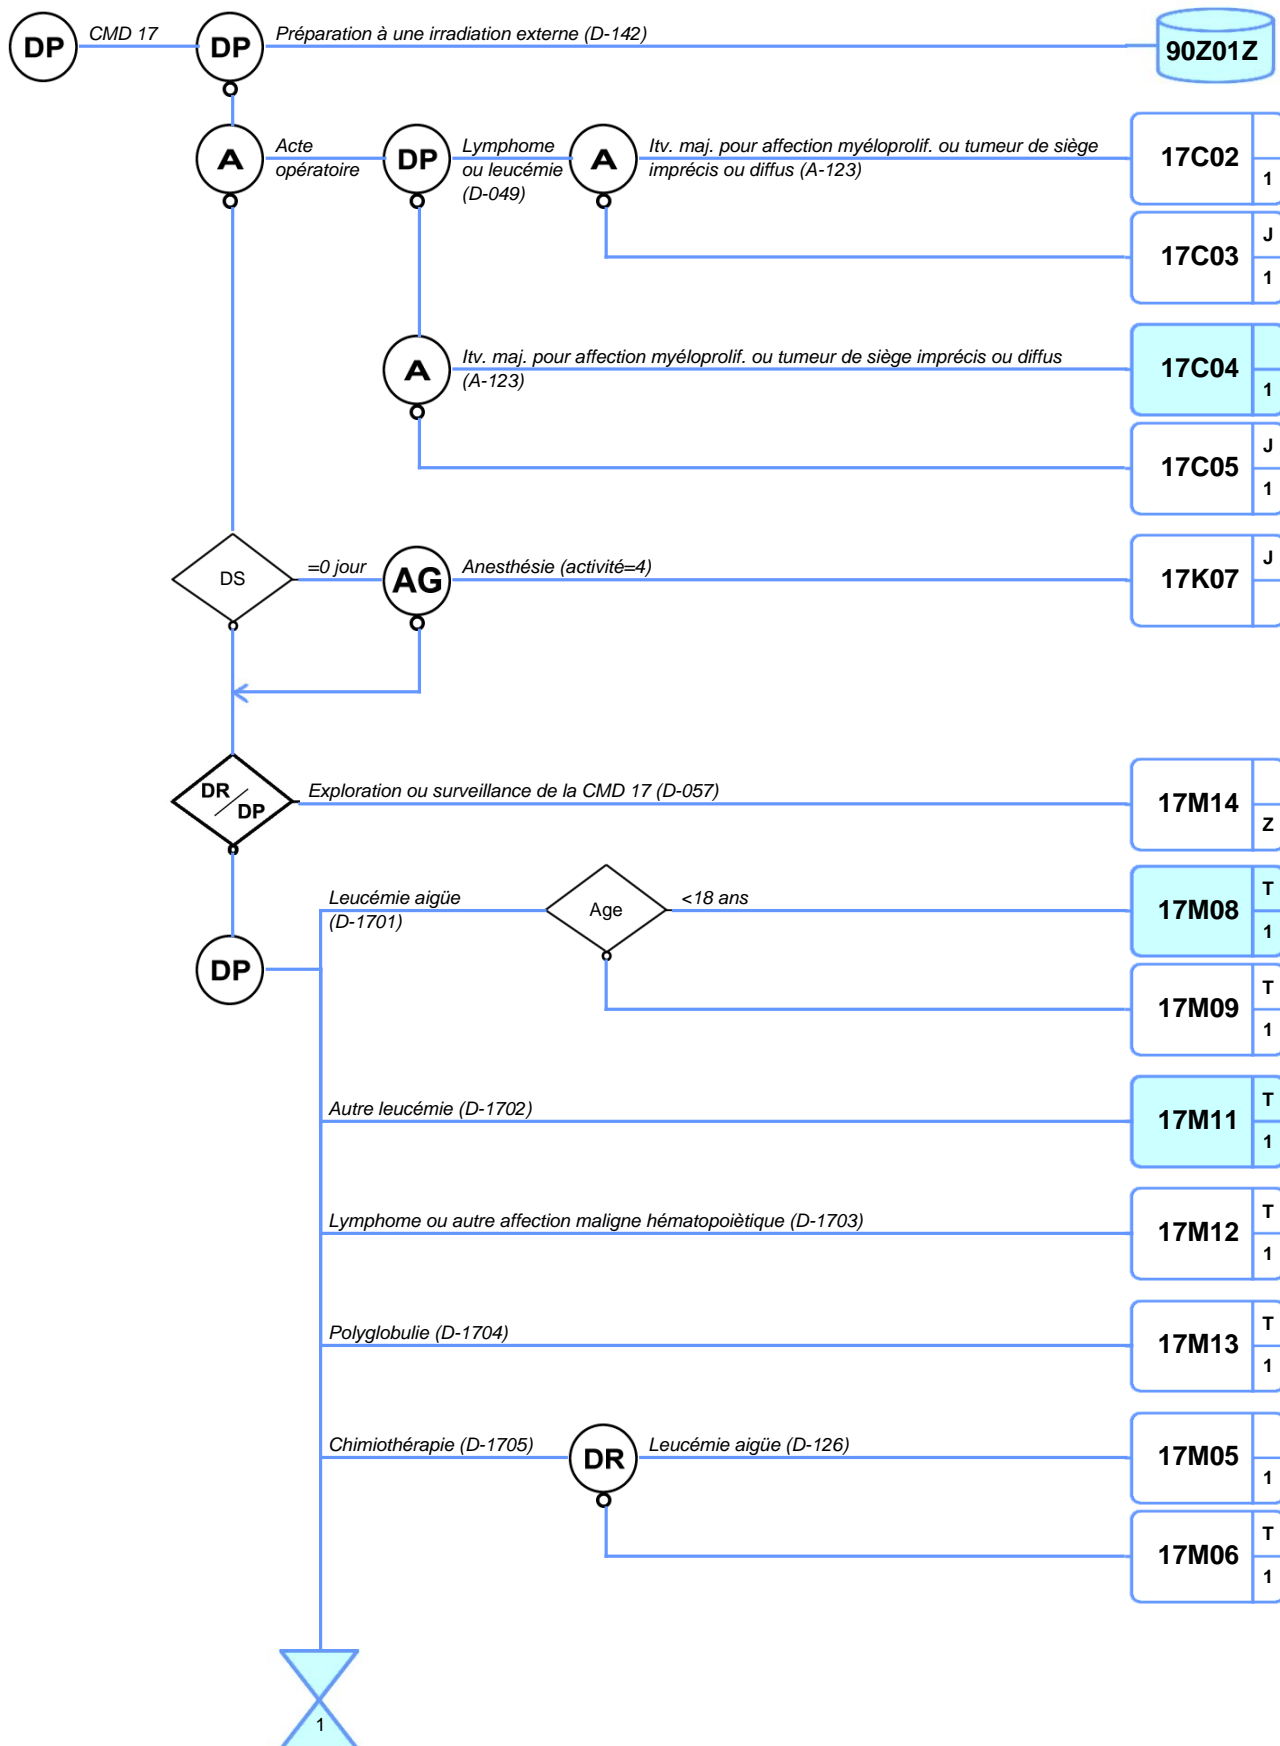 DP
CMD 17
DP
Préparation à une irradiation externe (D-142)
90Z01Z
A
Acte
opératoire
DP
Lymphome
ou leucémie
(D-049)
A
Itv. maj. pour affection myéloprolif. ou tumeur de siège
imprécis ou diffus (A-123)
17C02
1
17C03
J
1
A
Itv. maj. pour affection myéloprolif. ou tumeur de siège imprécis ou diffus
(A-123)
17C04
1
17C05
J
1
DS
=0 jour
AG
Anesthésie (activité=4)
17K07
J
DR
DP
Exploration ou surveillance de la CMD 17 (D-057)
17M14
Z
DP
Leucémie aigüe
(D-1701)
Age
<18 ans
17M08
T
1
17M09
T
1
Autre leucémie (D-1702)
17M11
T
1
Lymphome ou autre affection maligne hématopoiètique (D-1703)
17M12
T
1
Polyglobulie (D-1704)
17M13
T
1
Chimiothérapie (D-1705)
DR
Leucémie aigüe (D-126)
17M05
1
17M06
T
1
1